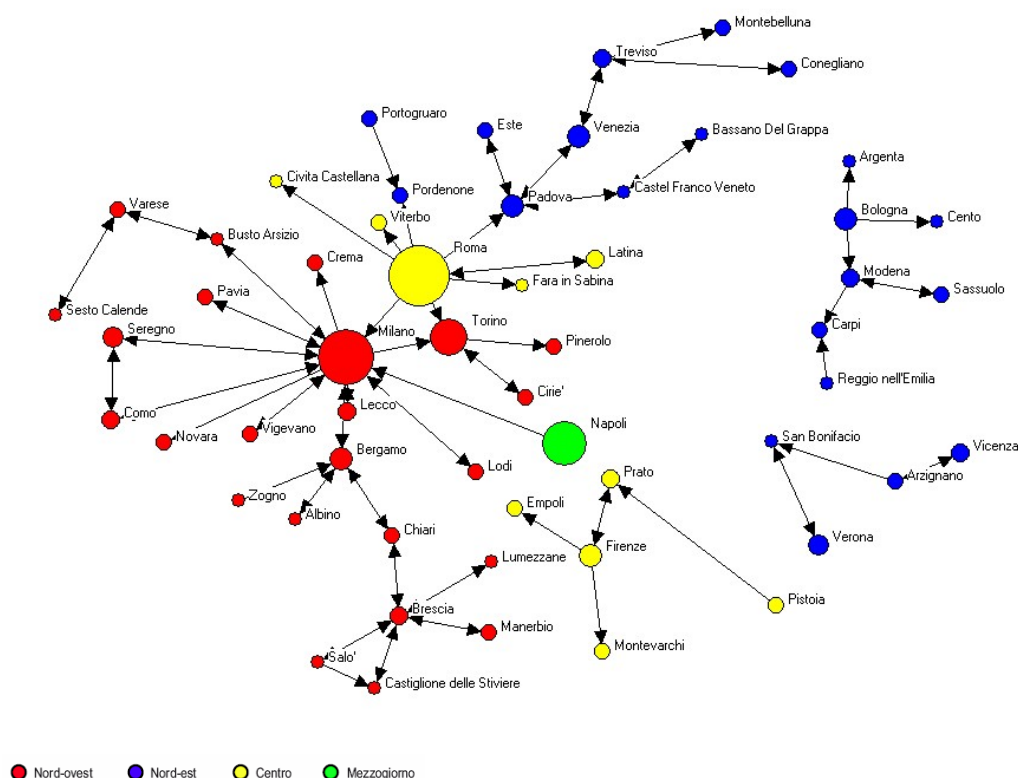 Montebelluna
Treviso
Conegliano
Portogruaro
Este
Venezia
Bassano Del Grappa
Argenta
Civita Castellana
Pordenone
Padova
Castel Franco Veneto
Bologna
Cento
Varese
Viterbo
Busto Arsizio
Roma
Latina
Crema
Fara in Sabina
Modena
Sassuolo
Pavia
Sesto Calende
Seregno
Milano
Torino
Pinerolo
Carpi
Reggio nell'Emilia
Cirie'
Como
Lecco
Novara
Vigevano
Napoli
San Bonifacio
Vicenza
Bergamo
Lodi
Prato
Arzignano
Zogno
Albino
Empoli
Chiari
Firenze
Verona
Lumezzane
Brescia
Pistoia
Manerbio
Montevarchi
Salo'
Castiglione delle Stiviere
Nord-ovest Nord-est Centro Mezzogiorno